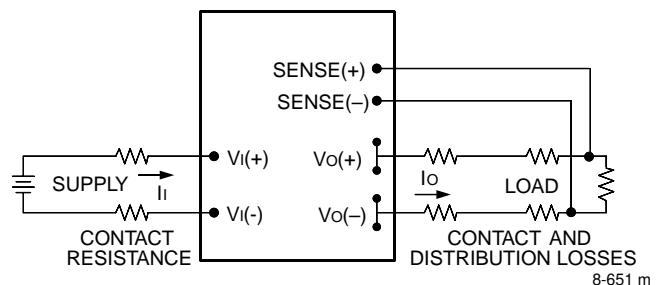 SENSE(+)
SENSE(–)
VI(+)
VO(+)
SUPPLY
II
IO
LOAD
VI(-)
VO(–)
CONTACT
RESISTANCE
CONTACT AND
DISTRIBUTION LOSSES
8-651 m